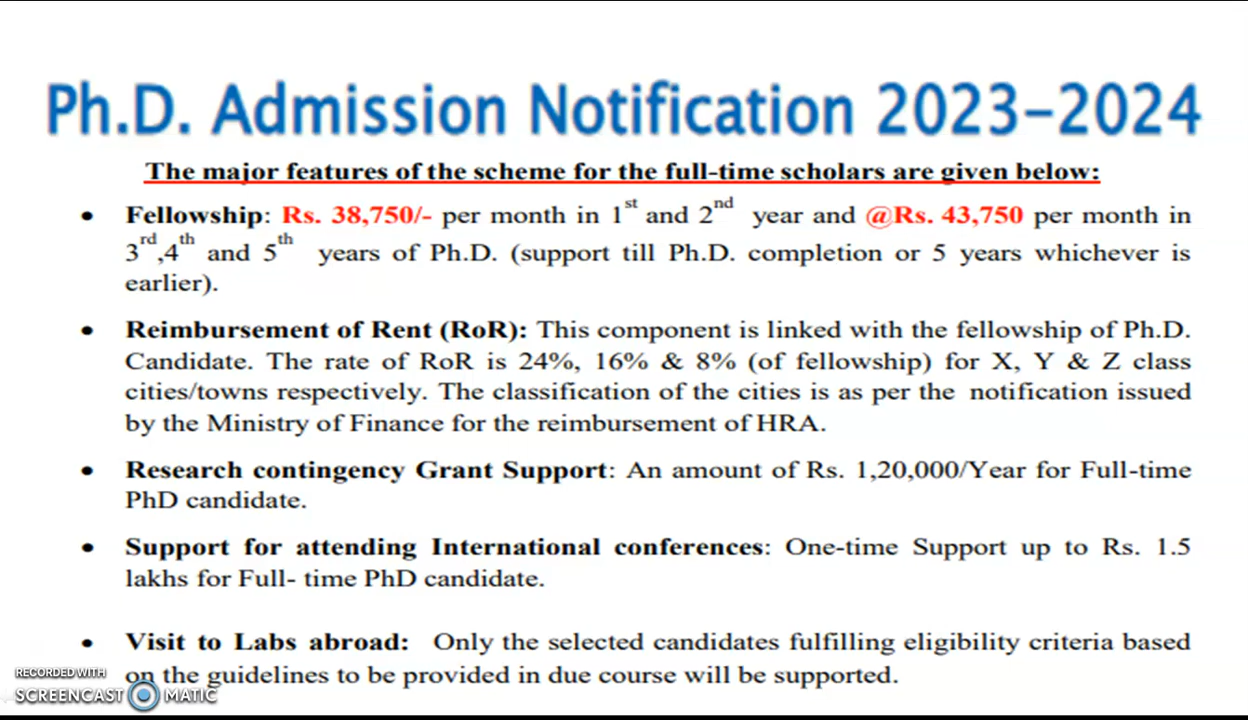 Ph.D. Admission Notification 2023-2024
The major features of the scheme for the full-time scholars are given below:
• Fellowship: Rs. 38,750/- per month in 1st and 2nd year and @Rs. 43,750 per month in
3rd,4th and 5th years of Ph.D. (support till Ph.D. completion or 5 years whichever is
earlier).
• Reimbursement of Rent (RoR): This component is linked with the fellowship of Ph.D.
Candidate. The rate of RoR is 24%, 16% & 8% (of fellowship) for X, Y & Z class
cities/towns respectively. The classification of the cities is as per the notification issued
by the Ministry of Finance for the reimbursement of HRA.
• Research contingency Grant Support: An amount of Rs. 1,20,000/Year for Full-time
PhD candidate.
• Support for attending International conferences: One-time Support up to Rs. 1.5
lakhs for Full- time PhD candidate.
• Visit to Labs abroad: Only the selected candidates fulfilling eligibility criteria based
on the guidelines to be provided in due course will be supported.
RECORDED WITH
SCREENCAST MATIC